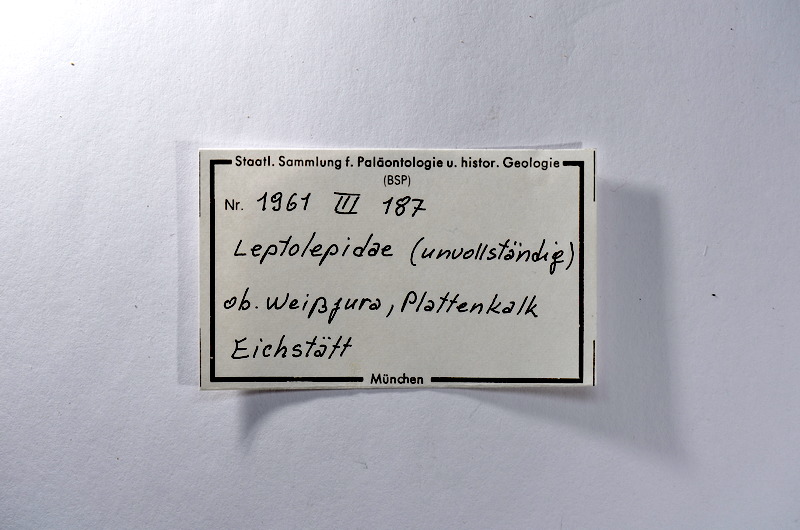 Staatl. Sammlung f. Paläontologie u. histor. Geologie
(BSP)
Nr. 1961 III 187
Leptolepidae (unvollständig)
ob. Weißjura, Plattenkalk
Eichstätt
München